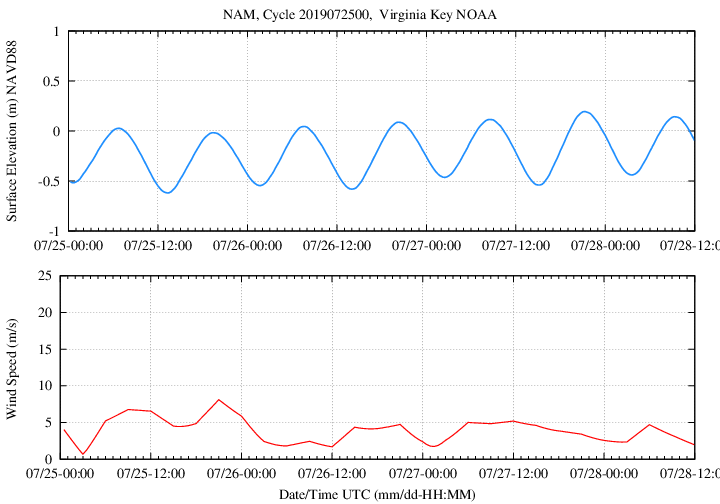 NAM, Cycle 2019072500, Virginia Key NOAA
Surface Elevation (m) NAVD88
1
0.5
0
-0.5
-1
07/25-00:00 07/25-12:00 07/26-00:00 07/26-12:00 07/27-00:00 07/27-12:00 07/28-00:00 07/28-12:0
Wind Speed (m/s)
25
20
15
10
5
0
07/25-00:00 07/25-12:00 07/26-00:00 07/26-12:00 07/27-00:00 07/27-12:00 07/28-00:00 07/28-12:0
Date/Time UTC (mm/dd-HH:MM)